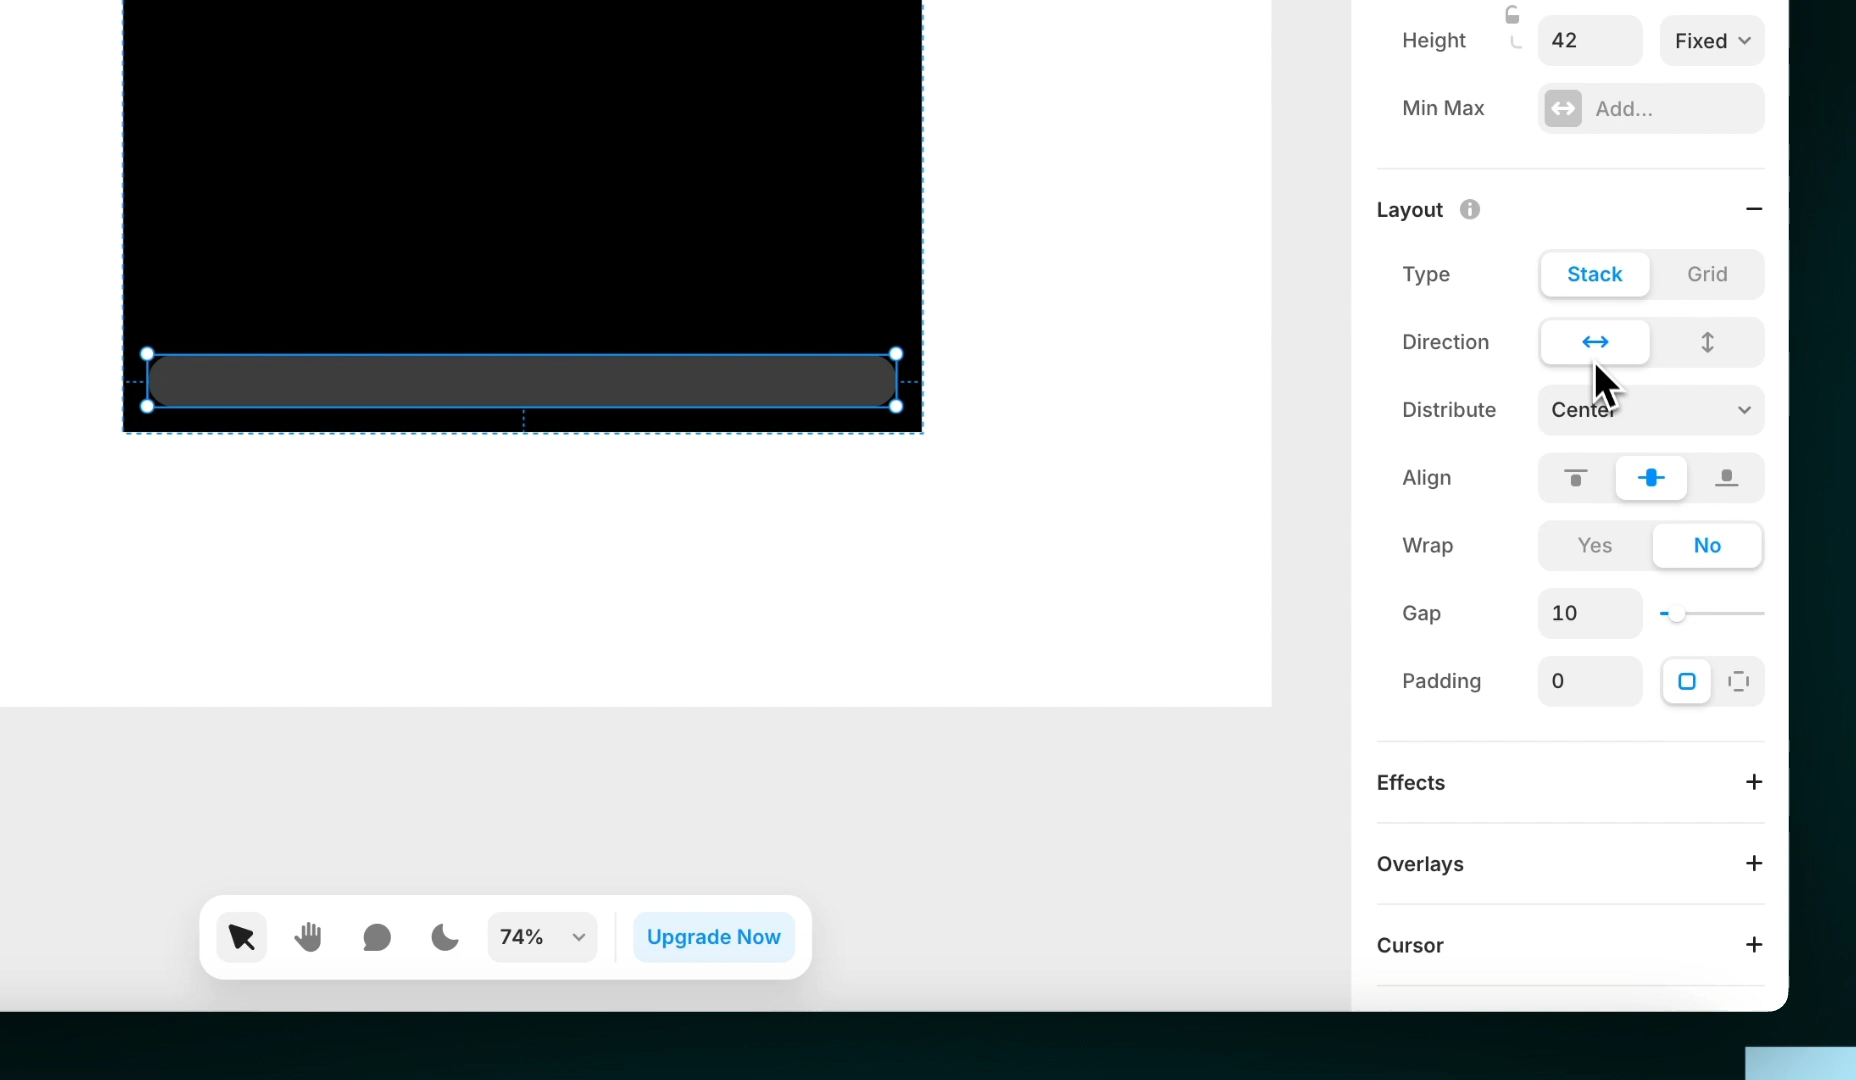 Height 42 Fixed
Min Max Add...
Layout
Type Stack Grid
Direction
Distribute Center
Align
Wrap Yes No
Gap 10
Padding 0
Effects
Overlays
Cursor
74% Upgrade Now